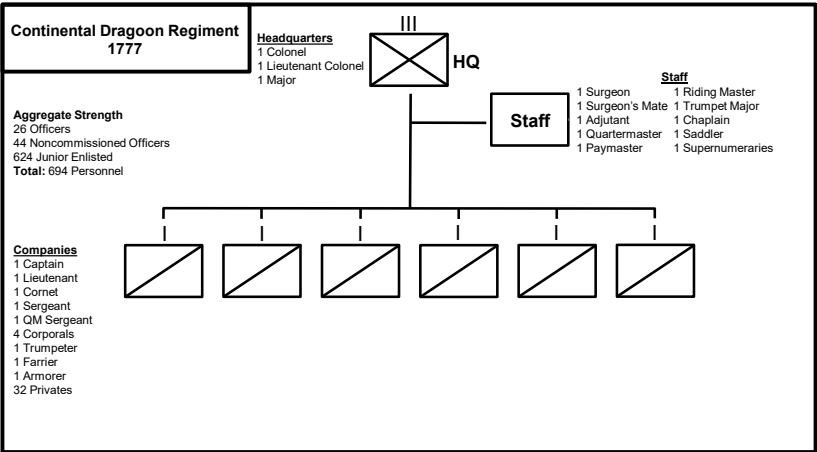 Continental Dragoon Regiment
1777
Headquarters
1 Colonel
1 Lieutenant Colonel
1 Major
HQ
Staff
Staff
1 Surgeon
1 Surgeon's Mate
1 Adjutant
1 Quartermaster
1 Paymaster
1 Riding Master
1 Trumpet Major
1 Chaplain
1 Saddler
1 Supernumeraries
Aggregate Strength
26 Officers
44 Noncommissioned Officers
624 Junior Enlisted
Total: 694 Personnel
Companies
1 Captain
1 Lieutenant
1 Cornet
1 Sergeant
1 QM Sergeant
4 Corporals
1 Trumpeter
1 Farrier
1 Armorer
32 Privates